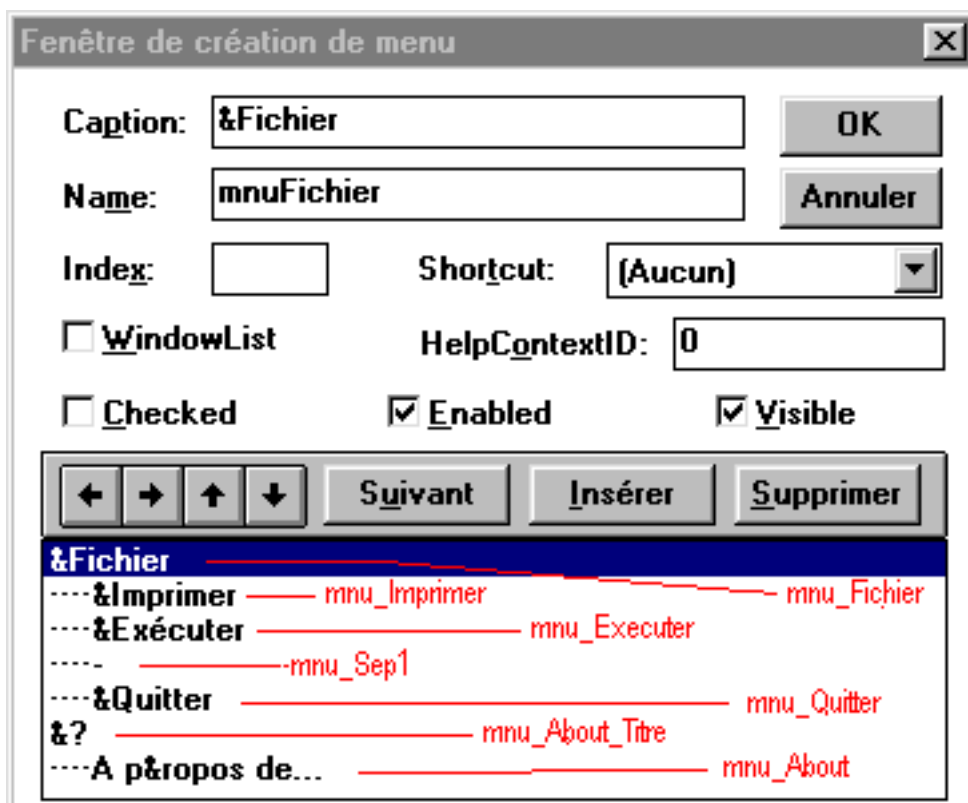 Fenêtre de création de menu
Caption: &Fichier OK
Name: mnuFichier Annuler
Index: Shortcut: (Aucun)
WindowList HelpContextID: 0
Checked Enabled Visible
Suivant Insérer Supprimer
&Fichier mnu_Fichier
----&Imprimer mnu_Imprimer
----&Exécuter mnu_Executer
----- mnu_Sep1
----&Quitter mnu_Quitter
&? mnu_About_Titre
----A p&ropos de... mnu_About